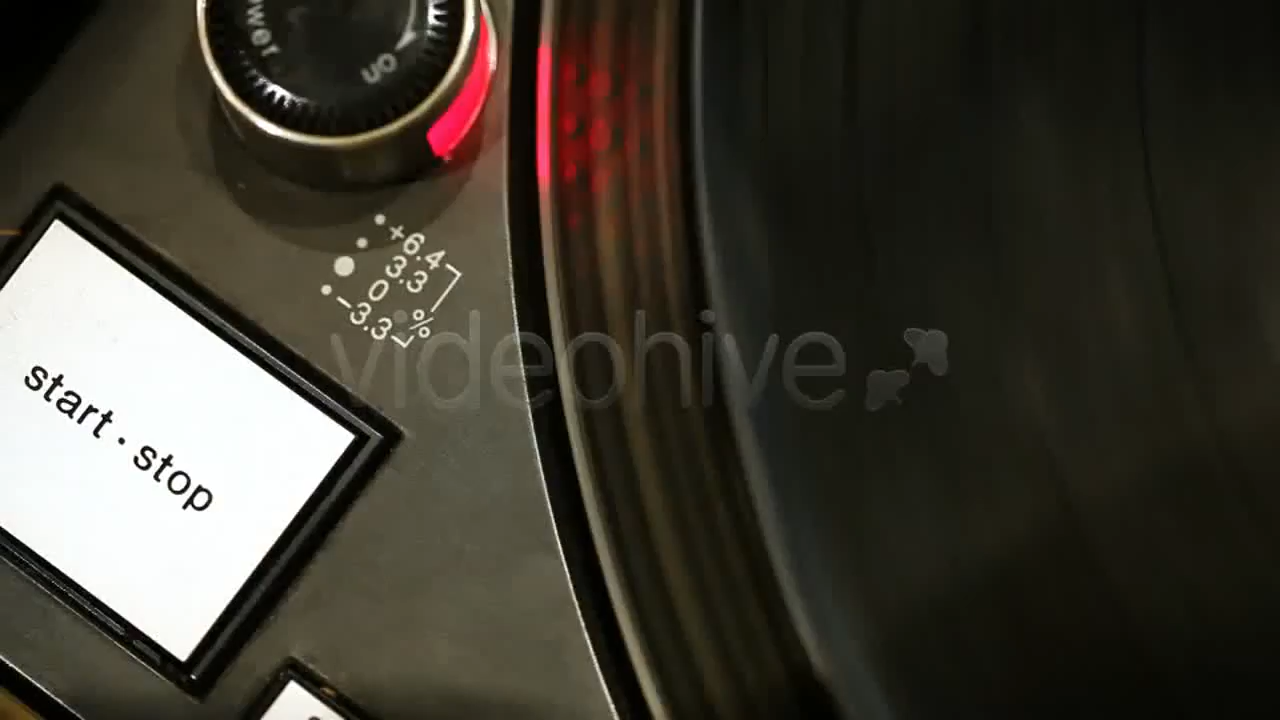 power
on
+6.4
3.3
0
-3.3
%
start · stop
videohive